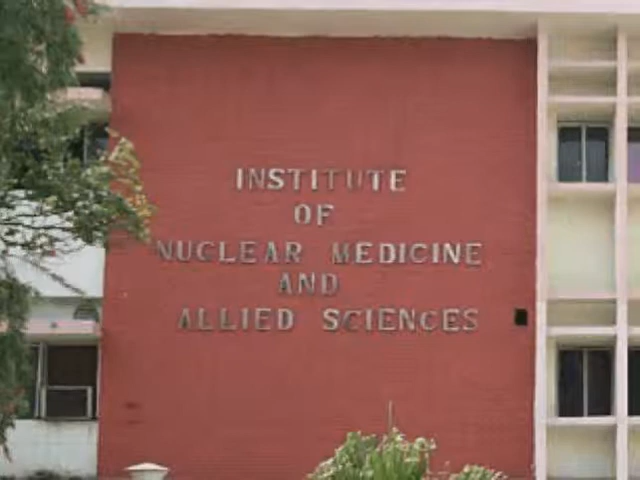 INSTITUTE
OF
NUCLEAR MEDICINE
AND
ALLIED SCIENCES